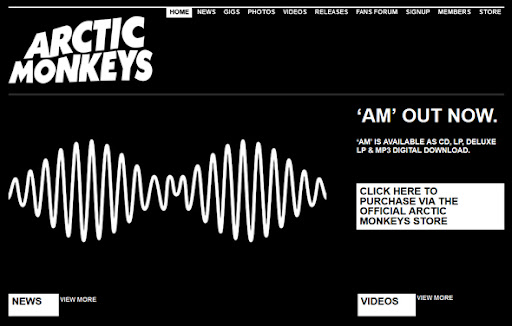 HOME NEWS GIGS PHOTOS VIDEOS RELEASES FANS FORUM SIGNUP MEMBERS STORE
ARCTIC
MONKEYS
‘AM’ OUT NOW.
‘AM’ IS AVAILABLE AS CD, LP, DELUXE
LP & MP3 DIGITAL DOWNLOAD.
CLICK HERE TO
PURCHASE VIA THE
OFFICIAL ARCTIC
MONKEYS STORE
NEWS VIEW MORE
VIDEOS VIEW MORE